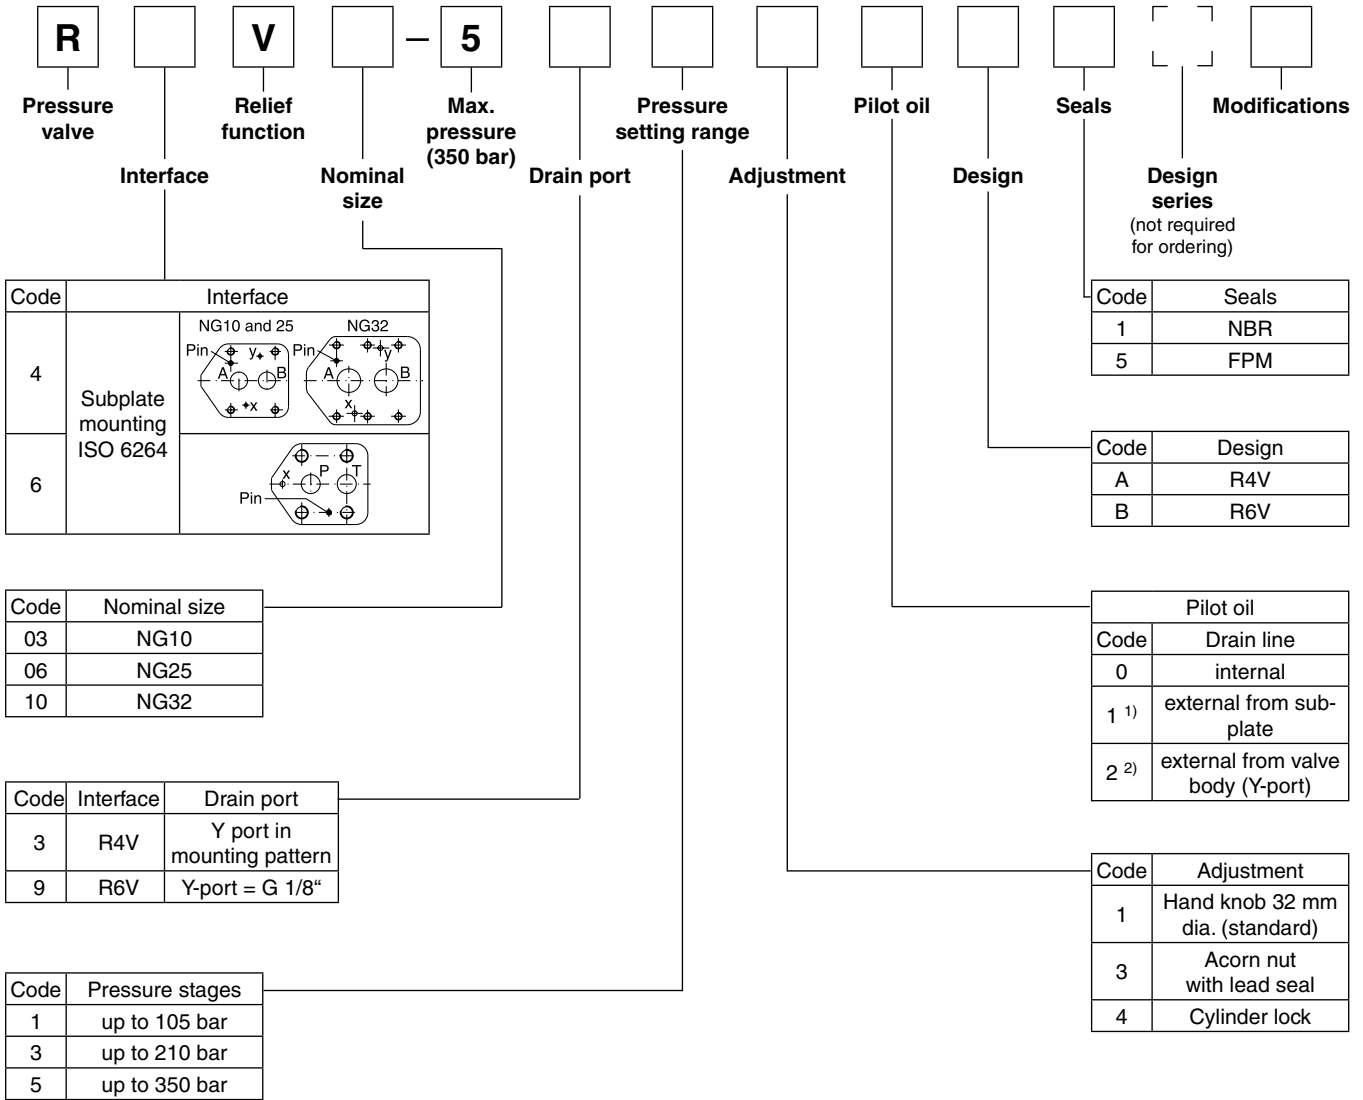 R V – 5
Pressure
valve
Relief
function
Max.
pressure
(350 bar)
Pressure
setting range
Pilot oil
Seals
Modifications
Interface
Nominal
size
Drain port
Adjustment
Design
Design
series
(not required
for ordering)
Code Interface
4
6
Subplate
mounting
ISO 6264
NG10 and 25 NG32
Pin y Pin y
A B A B
x x
x P T
Pin
Code Seals
1 NBR
5 FPM
Code Design
A R4V
B R6V
Code Nominal size
03 NG10
06 NG25
10 NG32
Pilot oil
Code Drain line
0 internal
1 1) external from sub-
plate
2 2) external from valve
body (Y-port)
Code Interface Drain port
3 R4V Y port in
mounting pattern
9 R6V Y-port = G 1/8“
Code Adjustment
1 Hand knob 32 mm
dia. (standard)
3 Acorn nut
with lead seal
4 Cylinder lock
Code Pressure stages
1 up to 105 bar
3 up to 210 bar
5 up to 350 bar